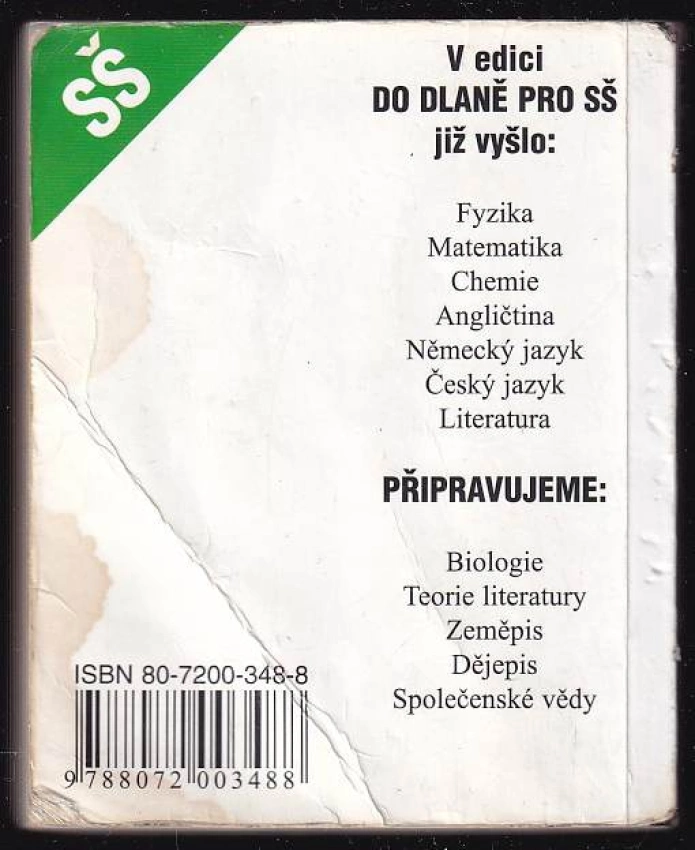 SŠ
V edici
DO DLANĚ PRO SŠ
již vyšlo:
Fyzika
Matematika
Chemie
Angličtina
Německý jazyk
Český jazyk
Literatura
PŘIPRAVUJEME:
Biologie
Teorie literatury
Zeměpis
Dějepis
Společenské vědy
ISBN 80-7200-348-8
9 788072 003488